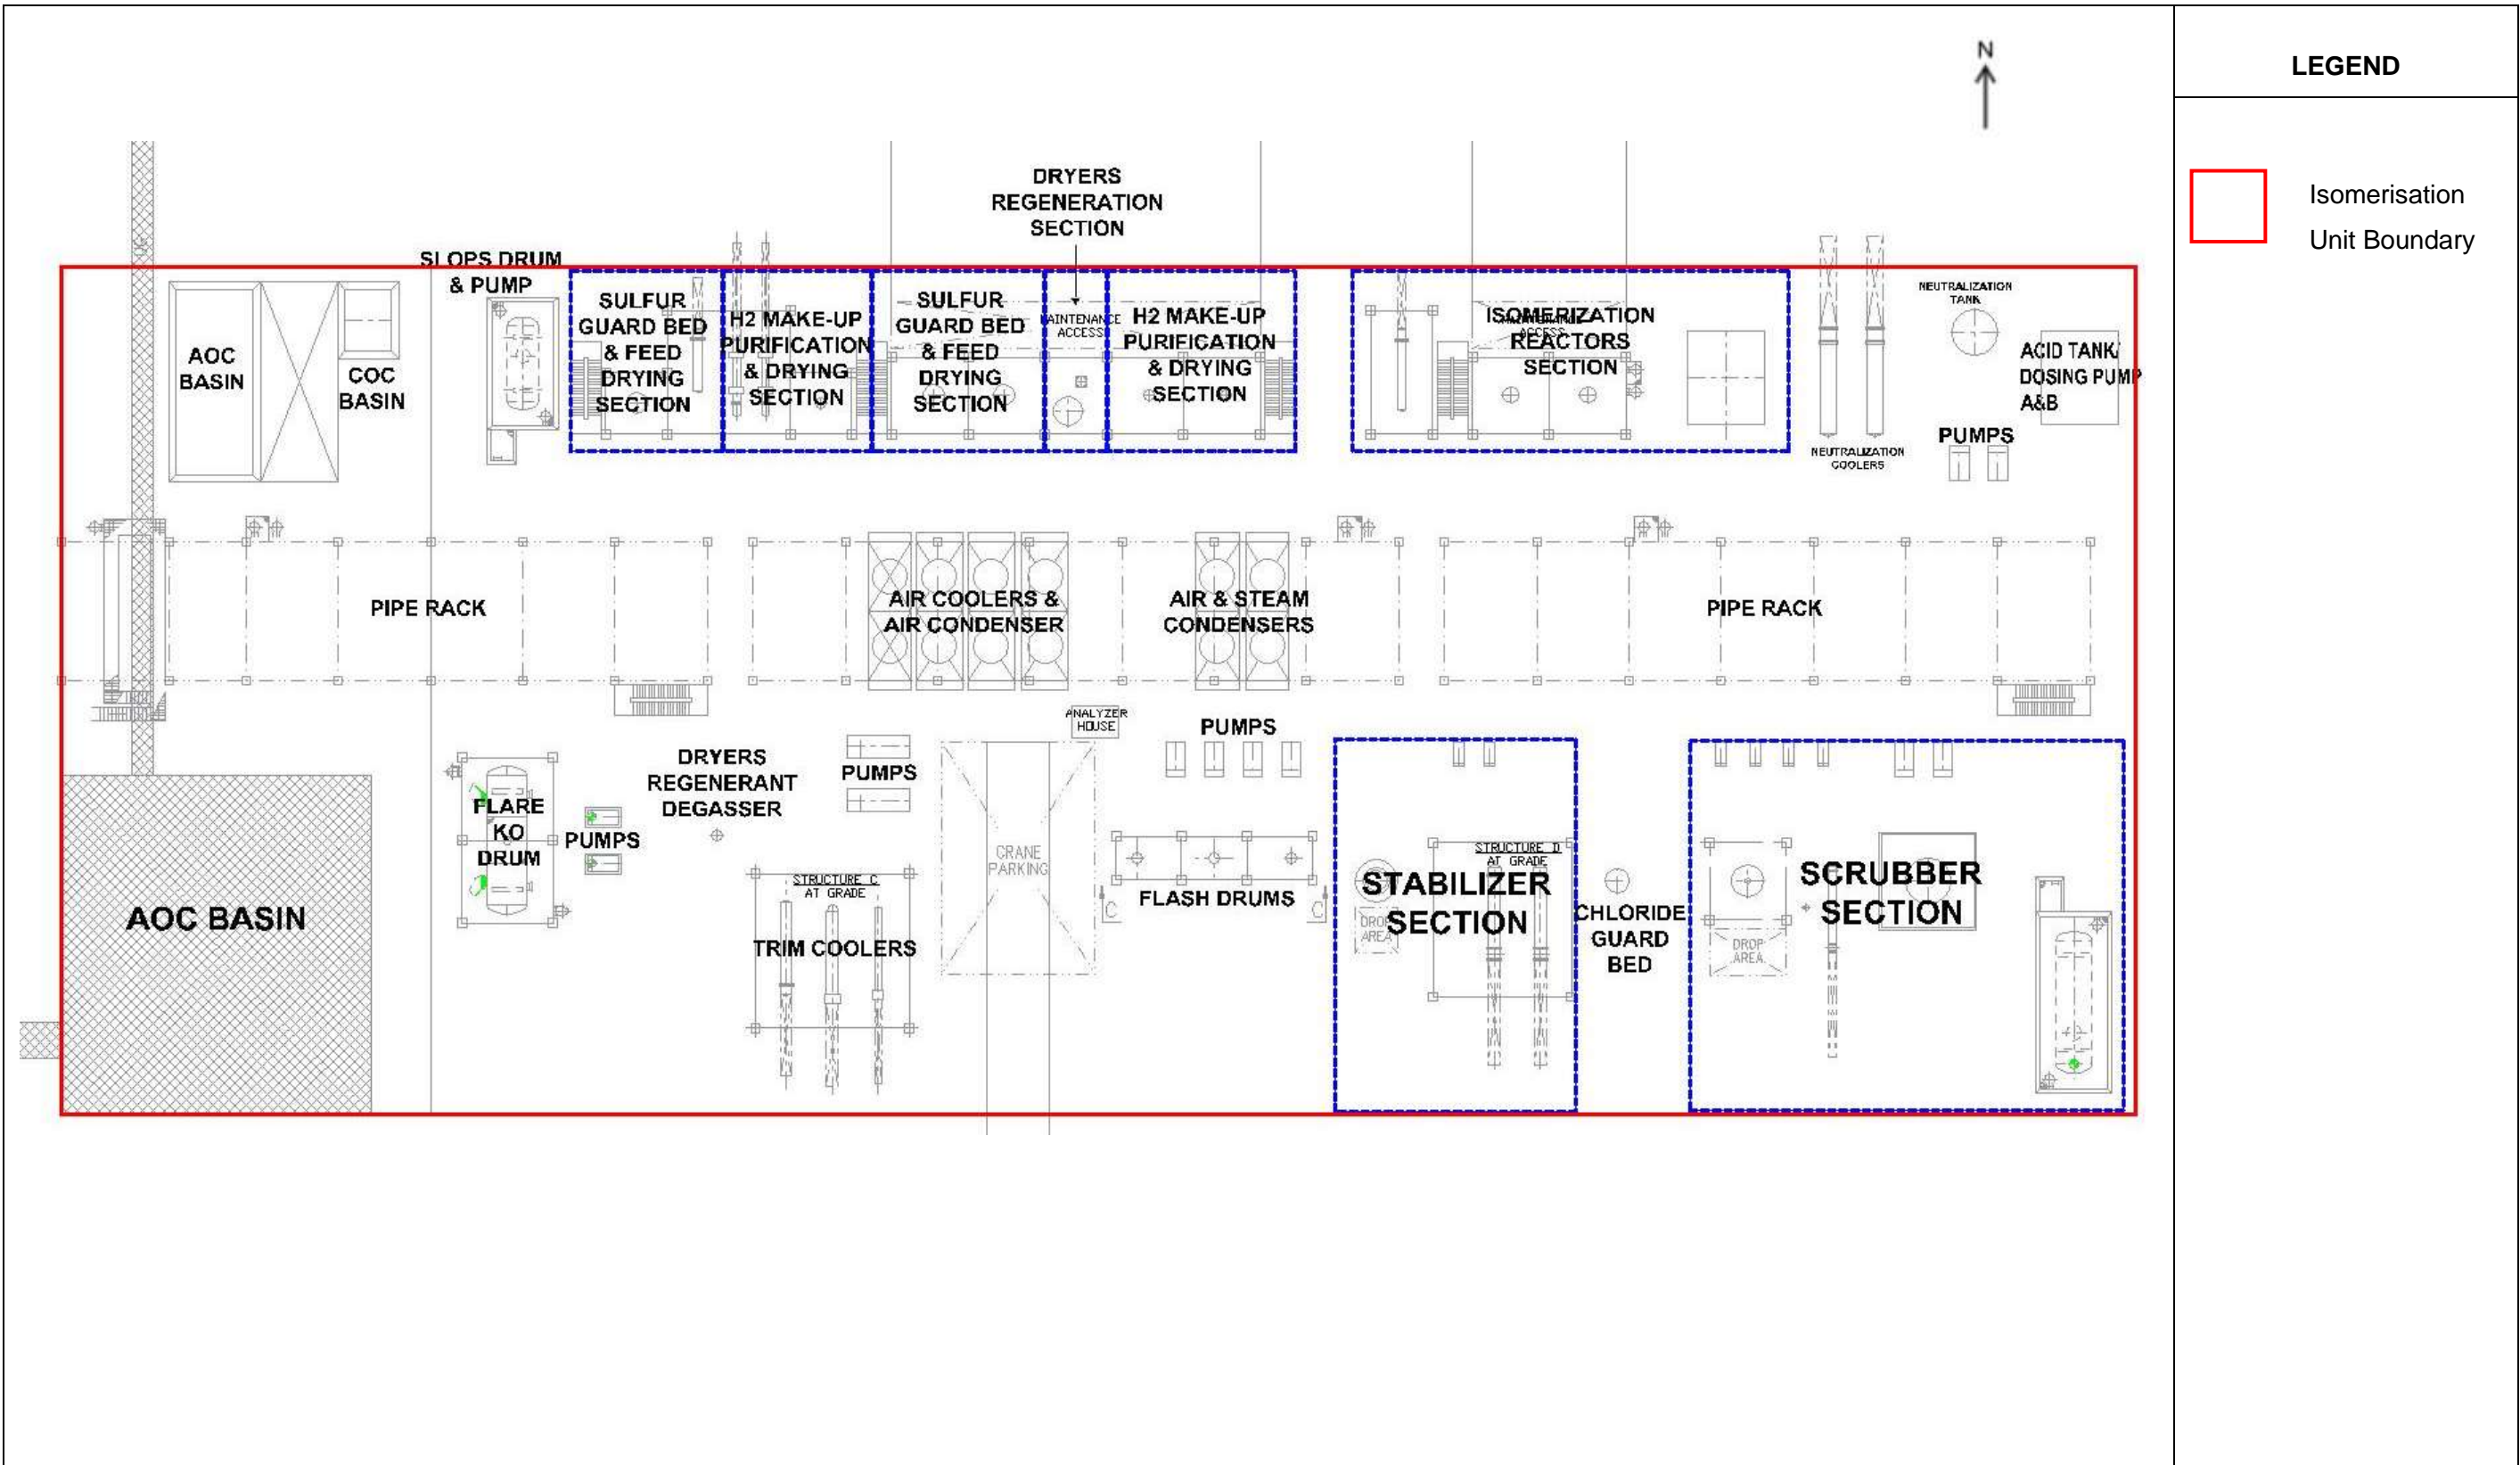 N
LEGEND
Isomerisation
Unit Boundary
DRYERS
REGENERATION
SECTION
SLOPS DRUM
& PUMP
AOC
BASIN
COC
BASIN
SULFUR
GUARD BED
& FEED
DRYING
SECTION
H2 MAKE-UP
PURIFICATION
& DRYING
SECTION
SULFUR
GUARD BED
& FEED
DRYING
SECTION
MAINTENANCE
ACCESS
H2 MAKE-UP
PURIFICATION
& DRYING
SECTION
ISOMERIZATION
REACTORS
SECTION
MAINTENANCE
ACCESS
NEUTRALIZATION
TANK
ACID TANK/
DOSING PUMP
A&B
PUMPS
NEUTRALIZATION
COOLERS
PIPE RACK
AIR COOLERS &
AIR CONDENSER
AIR & STEAM
CONDENSERS
PIPE RACK
ANALYZER
HOUSE
PUMPS
DRYERS
REGENERANT
DEGASSER
PUMPS
FLARE
KO
DRUM
PUMPS
CRANE
PARKING
STRUCTURE C
AT GRADE
TRIM COOLERS
FLASH DRUMS
C
C
STRUCTURE D
AT GRADE
STABILIZER
SECTION
DROP
AREA
CHLORIDE
GUARD
BED
SCRUBBER
SECTION
DROP
AREA
AOC BASIN